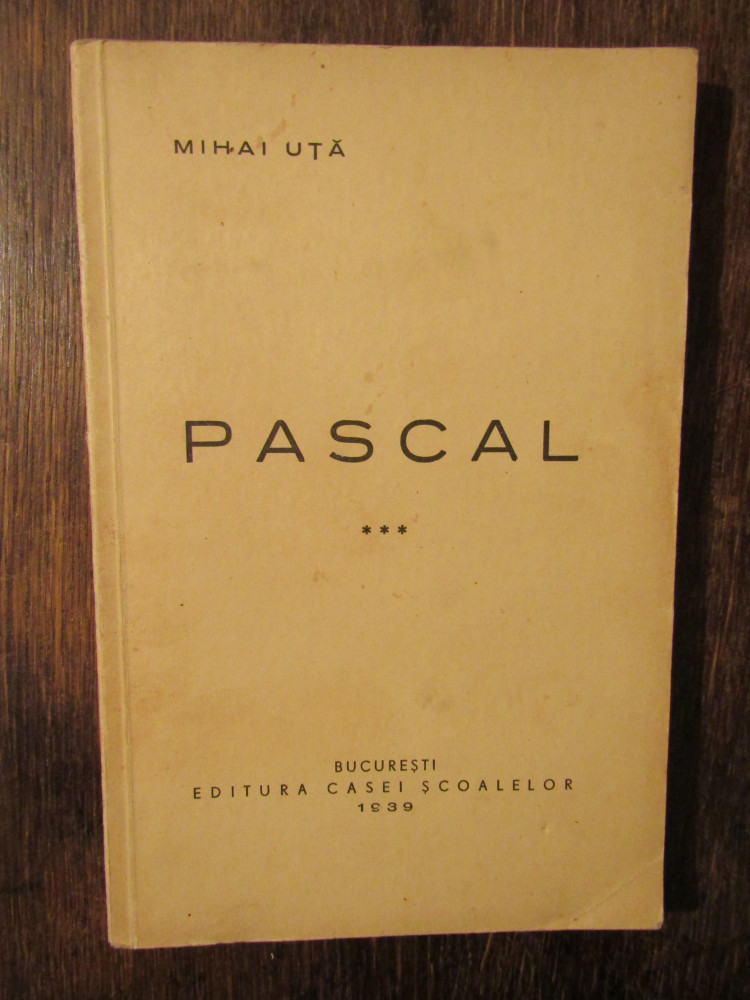 MIHAI UȚĂ
PASCAL
***
BUCUREȘTI
EDITURA CASEI ȘCOALELOR
1939